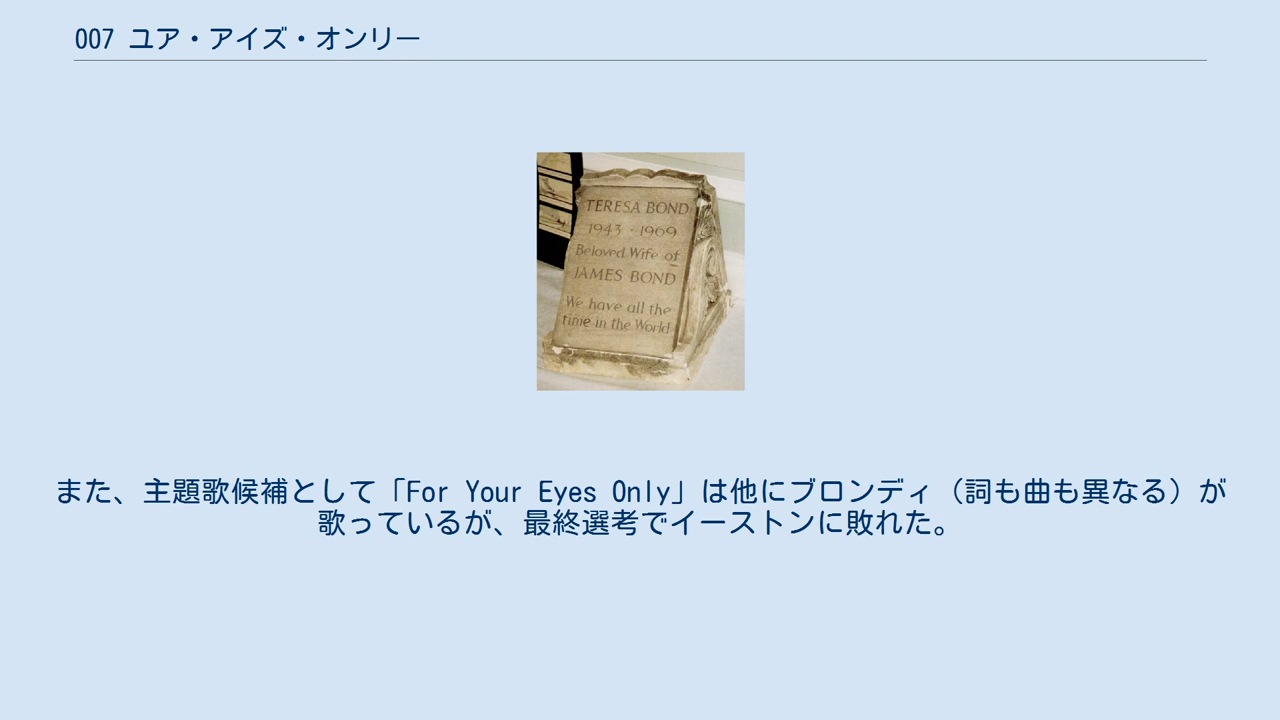 007 ユア・アイズ・オンリー
TERESA BOND
1943 - 1969
Beloved Wife of
JAMES BOND
We have all the
time in the World
また、主題歌候補として「For Your Eyes Only」は他にブロンディ（詞も曲も異なる）が
歌っているが、最終選考でイーストンに敗れた。